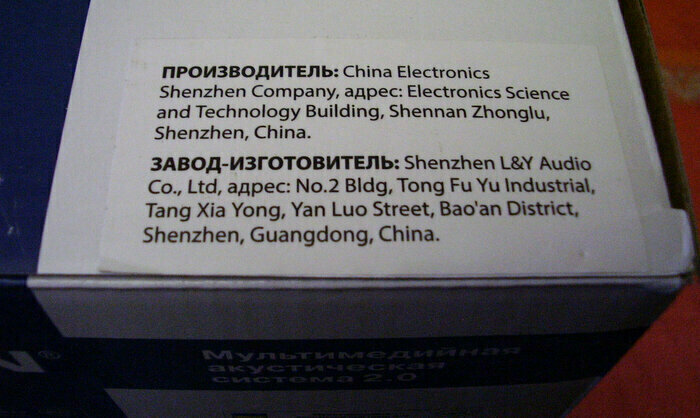 ПРОИЗВОДИТЕЛЬ: China Electronics
Shenzhen Company, адрес: Electronics Science
and Technology Building, Shennan Zhonglu,
Shenzhen, China.
ЗАВОД-ИЗГОТОВИТЕЛЬ: Shenzhen L&Y Audio
Co., Ltd, адрес: No.2 Bldg, Tong Fu Yu Industrial,
Tang Xia Yong, Yan Luo Street, Bao'an District,
Shenzhen, Guangdong, China.
N®
Мультимедийная
акустическая
система 2.0